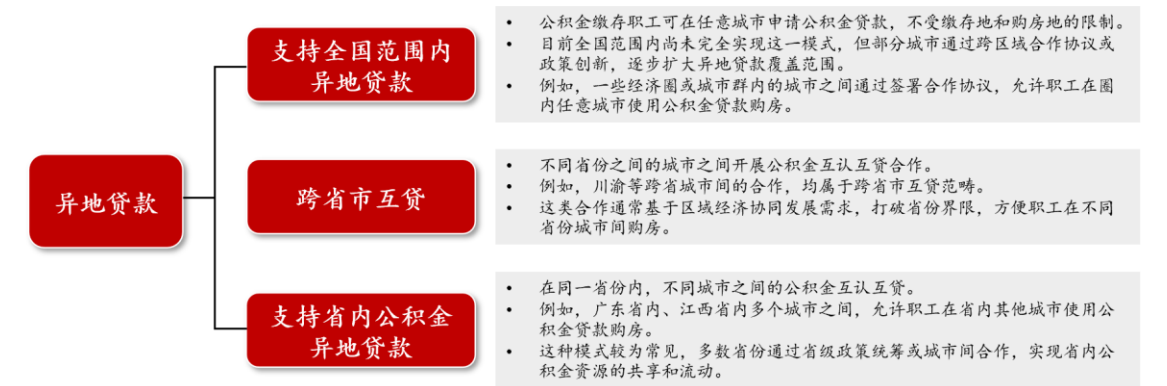 异地贷款
支持全国范围内
异地贷款
• 公积金缴存职工可在任意城市申请公积金贷款，不受缴存地和购房地的限制。
• 目前全国范围内尚未完全实现这一模式，但部分城市通过跨区域合作协议或
政策创新，逐步扩大异地贷款覆盖范围。
• 例如，一些经济圈或城市群内的城市之间通过签署合作协议，允许职工在圈
内任意城市使用公积金贷款购房。
跨省市互贷
• 不同省份之间的城市之间开展公积金互认互贷合作。
• 例如，川渝等跨省城市间的合作，均属于跨省市互贷范畴。
• 这类合作通常基于区域经济协同发展需求，打破省份界限，方便职工在不同
省份城市间购房。
支持省内公积金
异地贷款
• 在同一省份内，不同城市之间的公积金互认互贷。
• 例如，广东省内、江西省内多个城市之间，允许职工在省内其他城市使用公
积金贷款购房。
• 这种模式较为常见，多数省份通过省级政策统筹或城市间合作，实现省内公
积金资源的共享和流动。